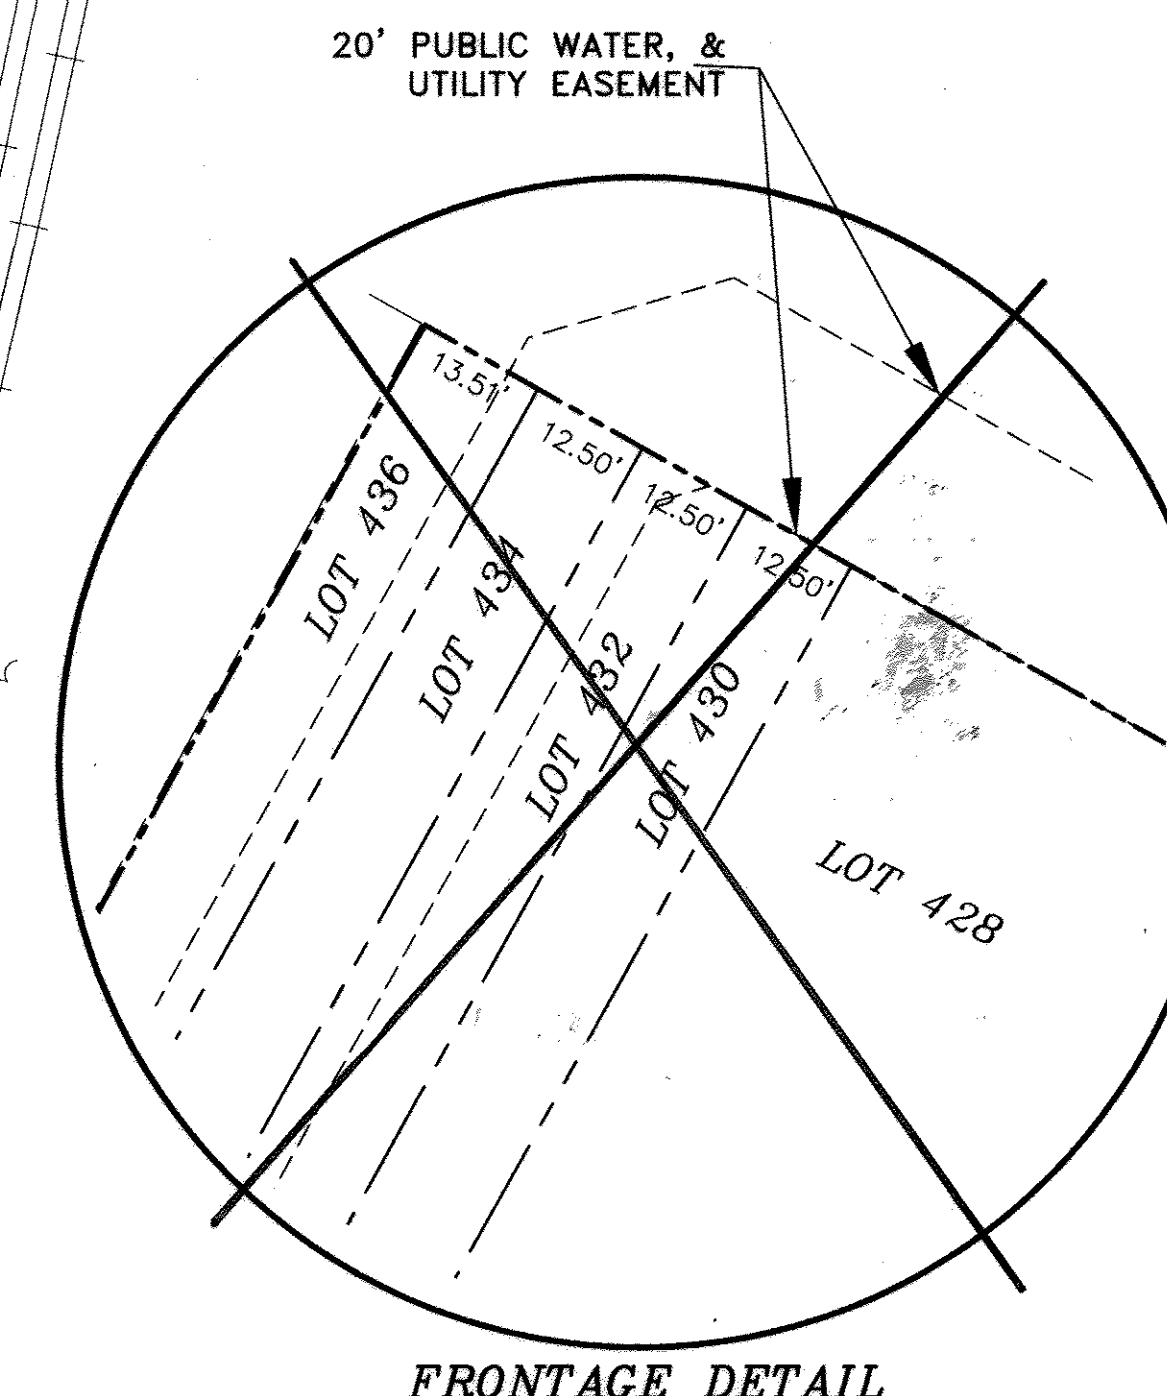 20' PUBLIC WATER, &
UTILITY EASEMENT
13.51'
12.50'
12.50'
12.50'
LOT 436
LOT 434
LOT 432
LOT 430
LOT 428
FRONTAGE DETAIL